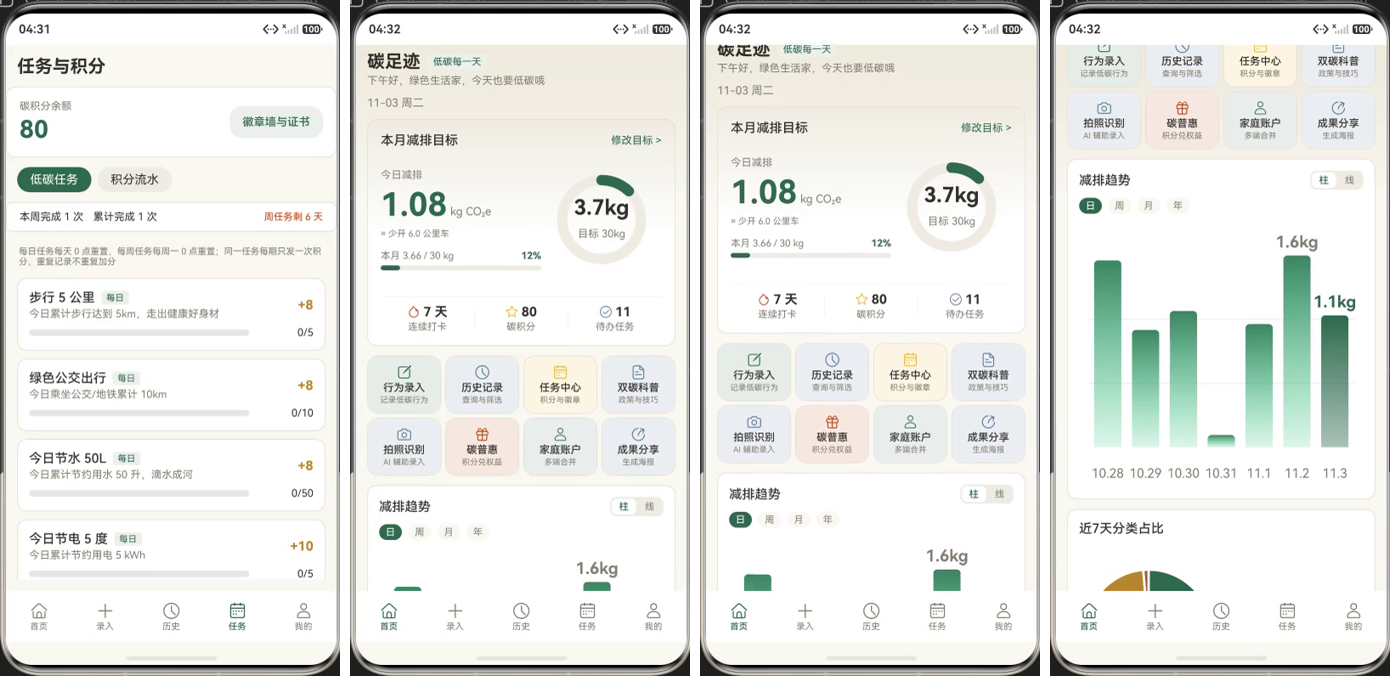 04:31
100
任务与积分
碳积分余额
80
徽章墙与证书
低碳任务
积分流水
本周完成 1 次 累计完成 1 次
周任务剩 6 天
每日任务每天 0 点重置，每周任务每周一 0 点重置；同一任务每期只发一次积
分，重复记录不重复加分
步行 5 公里
每日
+8
今日累计步行达到 5km，走出健康好身材
0/5
绿色公交出行
每日
+8
今日乘坐公交/地铁累计 10km
0/10
今日节水 50L
每日
+8
今日累计节约用水 50 升，滴水成河
0/50
今日节电 5 度
每日
+10
今日累计节约用电 5 kWh
0/5
首页
录入
历史
任务
我的
04:32
100
碳足迹
低碳每一天
下午好，绿色生活家，今天也要低碳哦
11-03 周二
本月减排目标
修改目标 >
今日减排
1.08 kg CO₂e
≈ 少开 6.0 公里车
本月 3.66 / 30 kg
12%
3.7kg
目标 30kg
7 天
连续打卡
80
碳积分
11
待办任务
行为录入
记录低碳行为
历史记录
查询与筛选
任务中心
积分与徽章
双碳科普
政策与技巧
拍照识别
AI 辅助录入
碳普惠
积分兑权益
家庭账户
多端合并
成果分享
生成海报
减排趋势
柱
线
日
周
月
年
1.6kg
首页
录入
历史
任务
我的
04:32
100
碳足迹
低碳每一天
下午好，绿色生活家，今天也要低碳哦
11-03 周二
本月减排目标
修改目标 >
今日减排
1.08 kg CO₂e
≈ 少开 6.0 公里车
本月 3.66 / 30 kg
12%
3.7kg
目标 30kg
7 天
连续打卡
80
碳积分
11
待办任务
行为录入
记录低碳行为
历史记录
查询与筛选
任务中心
积分与徽章
双碳科普
政策与技巧
拍照识别
AI 辅助录入
碳普惠
积分兑权益
家庭账户
多端合并
成果分享
生成海报
减排趋势
柱
线
日
周
月
年
1.6kg
首页
录入
历史
任务
我的
04:32
100
行为录入
记录低碳行为
历史记录
查询与筛选
任务中心
积分与徽章
双碳科普
政策与技巧
拍照识别
AI 辅助录入
碳普惠
积分兑权益
家庭账户
多端合并
成果分享
生成海报
减排趋势
柱
线
日
周
月
年
1.6kg
1.1kg
10.28 10.29 10.30 10.31 11.1 11.2 11.3
近7天分类占比
首页
录入
历史
任务
我的